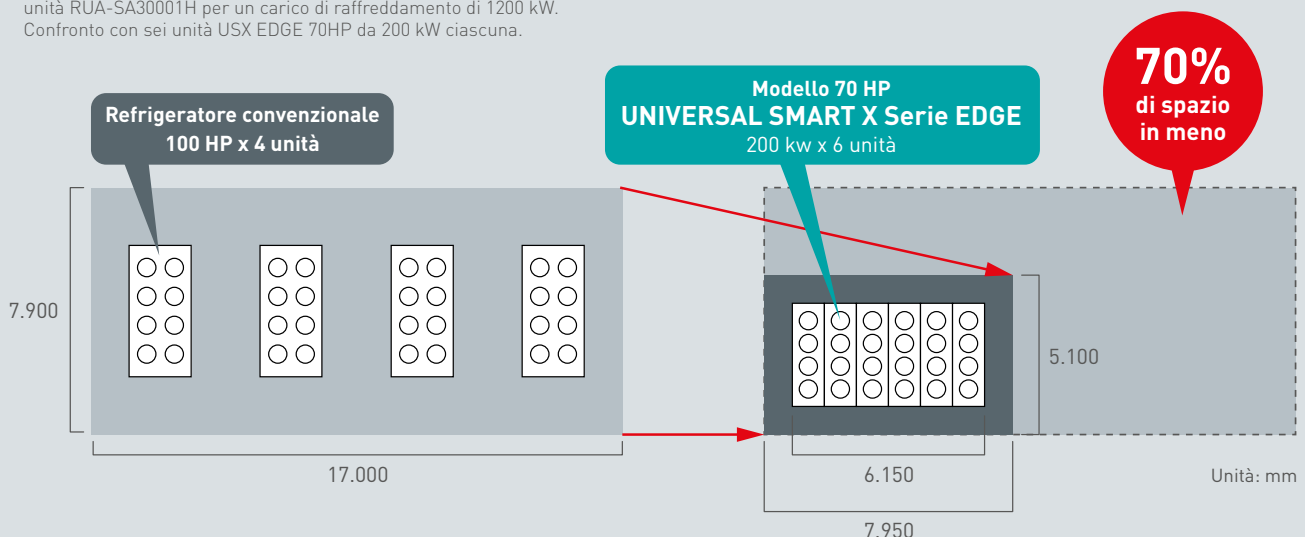 unità RUA-SA30001H per un carico di raffreddamento di 1200 kW.
Confronto con sei unità USX EDGE 70HP da 200 kW ciascuna.
70%
di spazio
in meno
Modello 70 HP
UNIVERSAL SMART X Serie EDGE
200 kw x 6 unità
Refrigeratore convenzionale
100 HP x 4 unità
7.900
5.100
17.000
6.150
Unità: mm
7.950